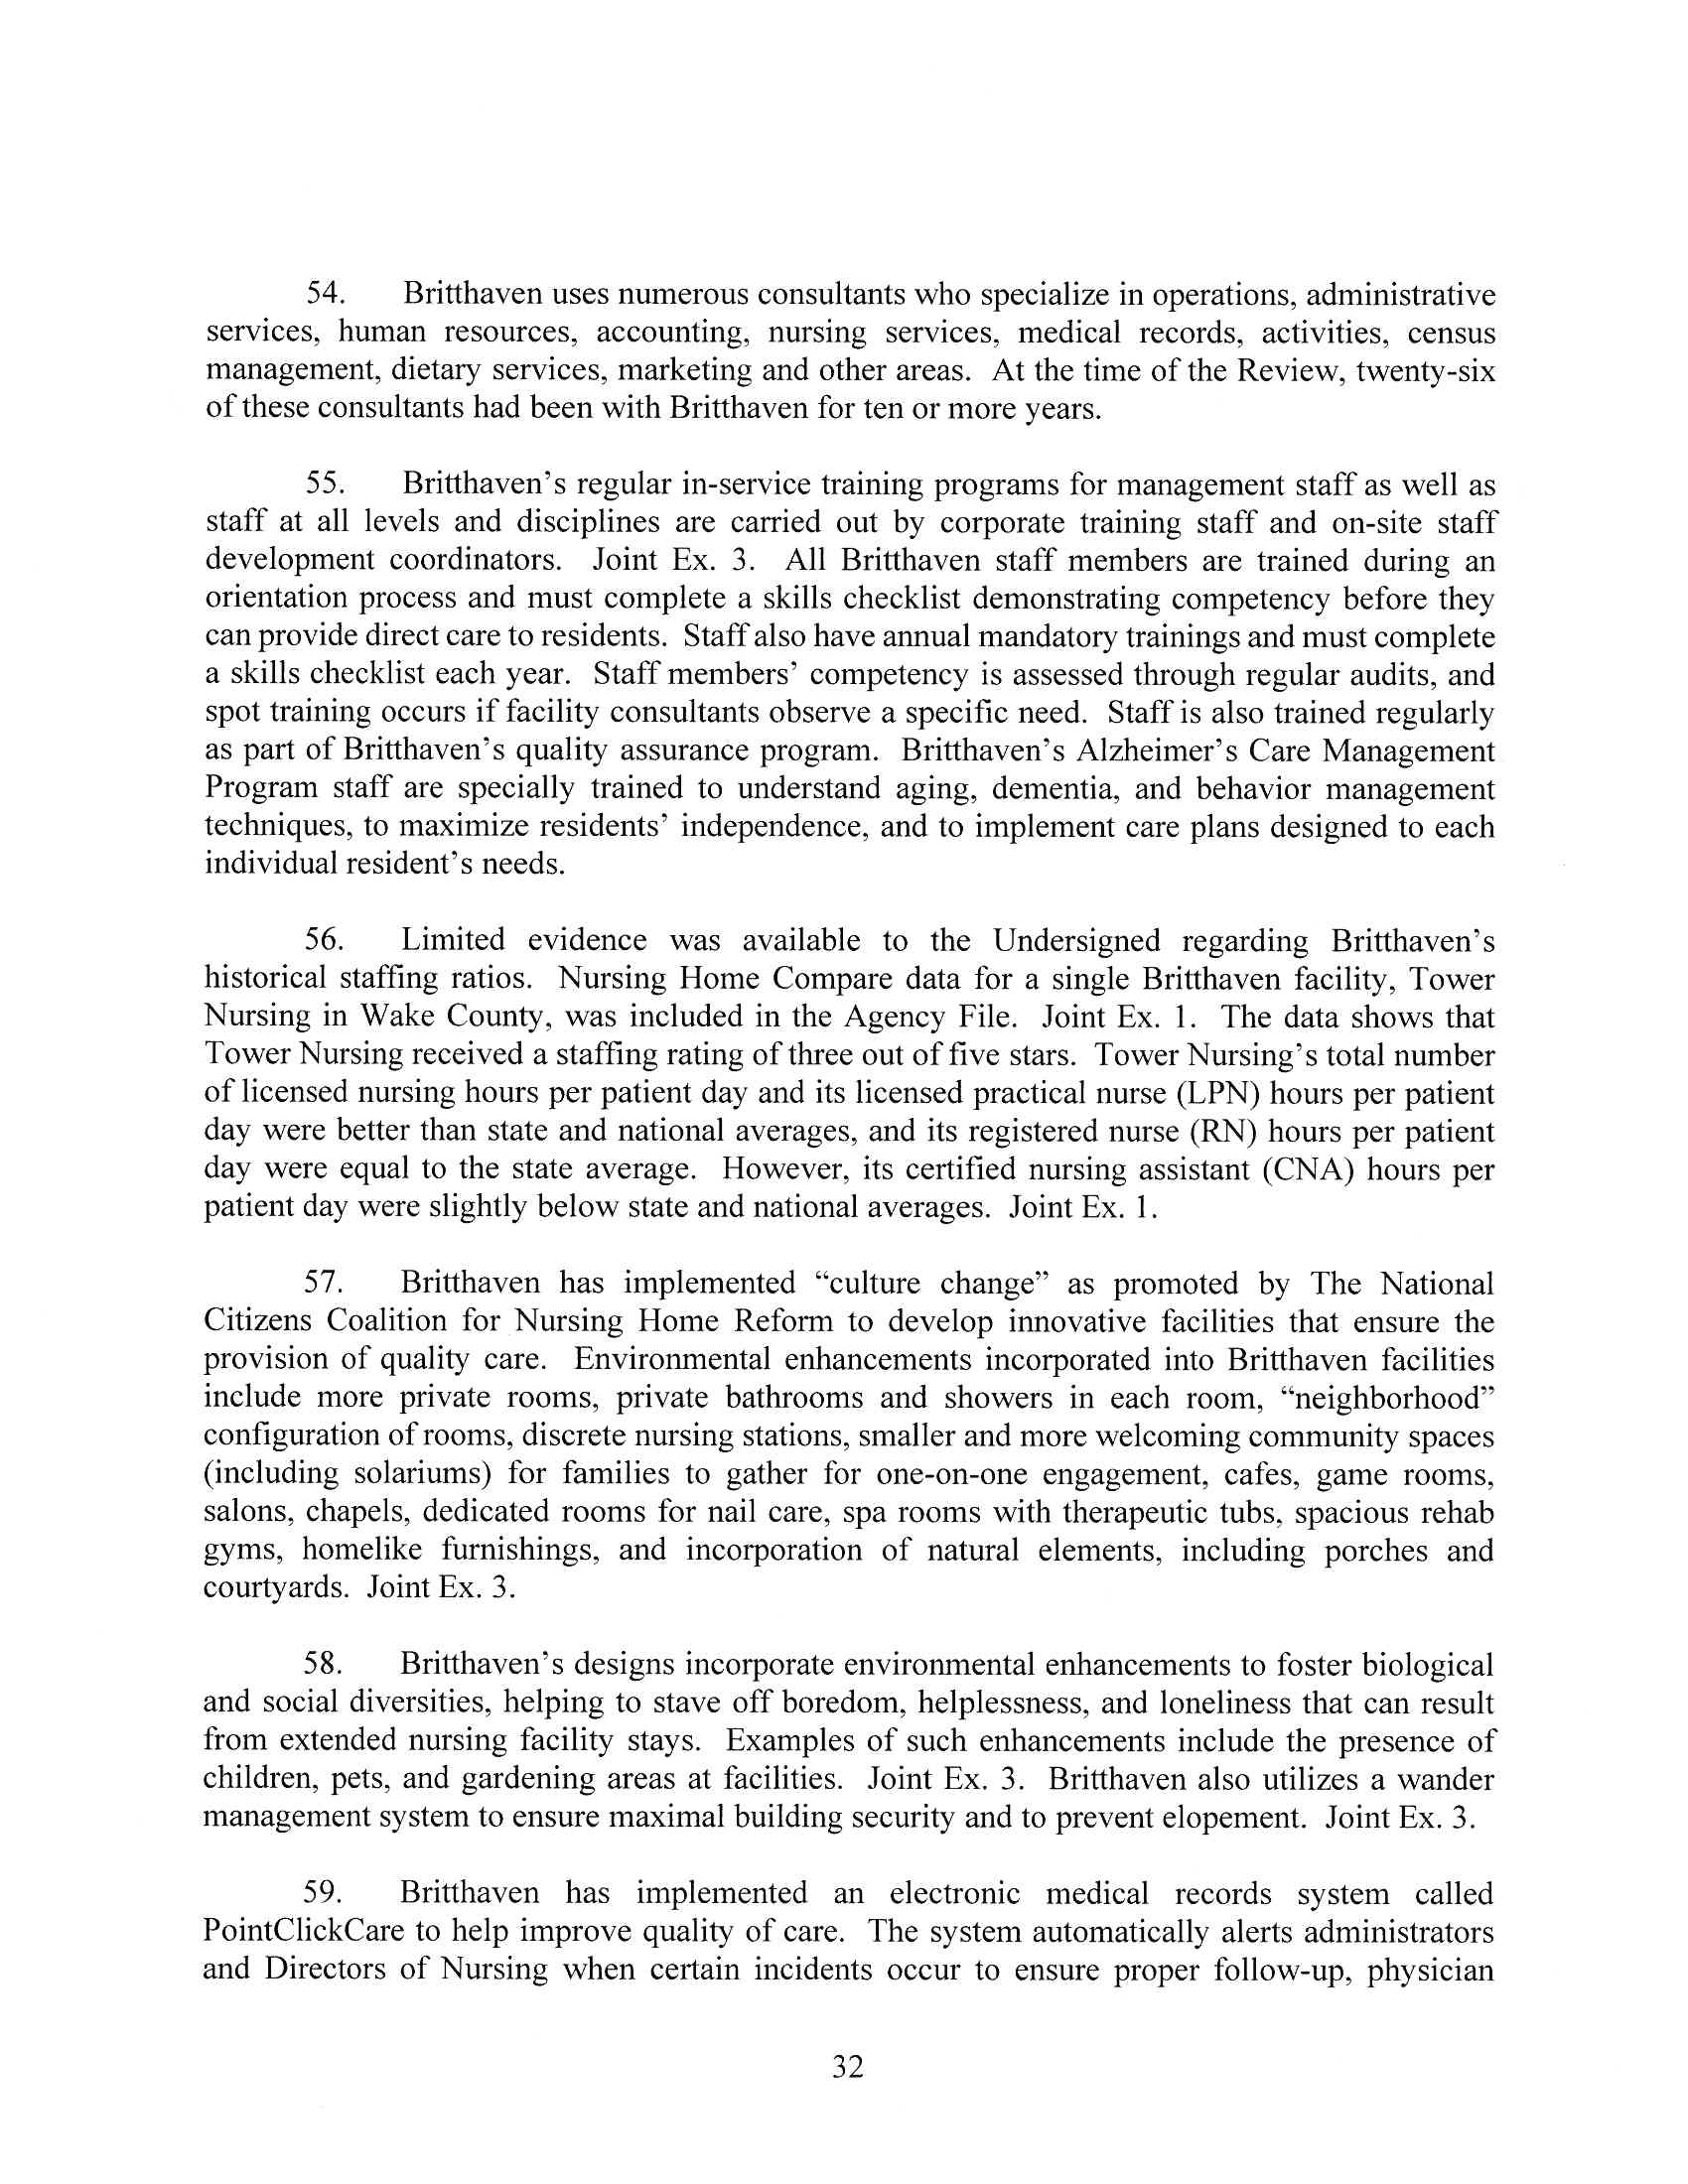 54. Britthaven uses numerous consultants who specialize in operations, administrative
services, human resources, accounting, nursing services, medical records, activities, census
management, dietary services, marketing and other areas. At the time of the Review, twenty-six
of these consultants had been with Britthaven for ten or more years.
55. Britthaven's regular in-service training programs for management staff as well as
staff at all levels and disciplines are carried out by corporate training staff and on-site staff
development coordinators. Joint Ex. 3. All Britthaven staff members are trained during an
orientation process and must complete a skills checklist demonstrating competency before they
can provide direct care to residents. Staff also have annual mandatory trainings and must complete
a skills checklist each year. Staff members' competency is assessed through regular audits, and
spot training occurs if facility consultants observe a specific need. Staff is also trained regularly
as part of Britthaven's quality assurance program. Britthaven's Alzheimer's Care Management
Program staff are specially trained to understand aging, dementia, and behavior management
techniques, to maximize residents' independence, and to implement care plans designed to each
individual resident's needs.
56. Limited evidence was available to the Undersigned regarding Britthaven's
historical staffing ratios. Nursing Home Compare data for a single Britthaven facility, Tower
Nursing in Wake County, was included in the Agency File. Joint Ex. 1. The data shows that
Tower Nursing received a staffing rating of three out of five stars. Tower Nursing's total number
of licensed nursing hours per patient day and its licensed practical nurse (LPN) hours per patient
day were better than state and national averages, and its registered nurse (RN) hours per patient
day were equal to the state average. However, its certified nursing assistant (CNA) hours per
patient day were slightly below state and national averages. Joint Ex. 1.
57. Britthaven has implemented “culture change” as promoted by The National
Citizens Coalition for Nursing Home Reform to develop innovative facilities that ensure the
provision of quality care. Environmental enhancements incorporated into Britthaven facilities
include more private rooms, private bathrooms and showers in each room, “neighborhood”
configuration of rooms, discrete nursing stations, smaller and more welcoming community spaces
(including solariums) for families to gather for one-on-one engagement, cafes, game rooms,
salons, chapels, dedicated rooms for nail care, spa rooms with therapeutic tubs, spacious rehab
gyms, homelike furnishings, and incorporation of natural elements, including porches and
courtyards. Joint Ex. 3.
58. Britthaven's designs incorporate environmental enhancements to foster biological
and social diversities, helping to stave off boredom, helplessness, and loneliness that can result
from extended nursing facility stays. Examples of such enhancements include the presence of
children, pets, and gardening areas at facilities. Joint Ex. 3. Britthaven also utilizes a wander
management system to ensure maximal building security and to prevent elopement. Joint Ex. 3.
59. Britthaven has implemented an electronic medical records system called
PointClickCare to help improve quality of care. The system automatically alerts administrators
and Directors of Nursing when certain incidents occur to ensure proper follow-up, physician
32